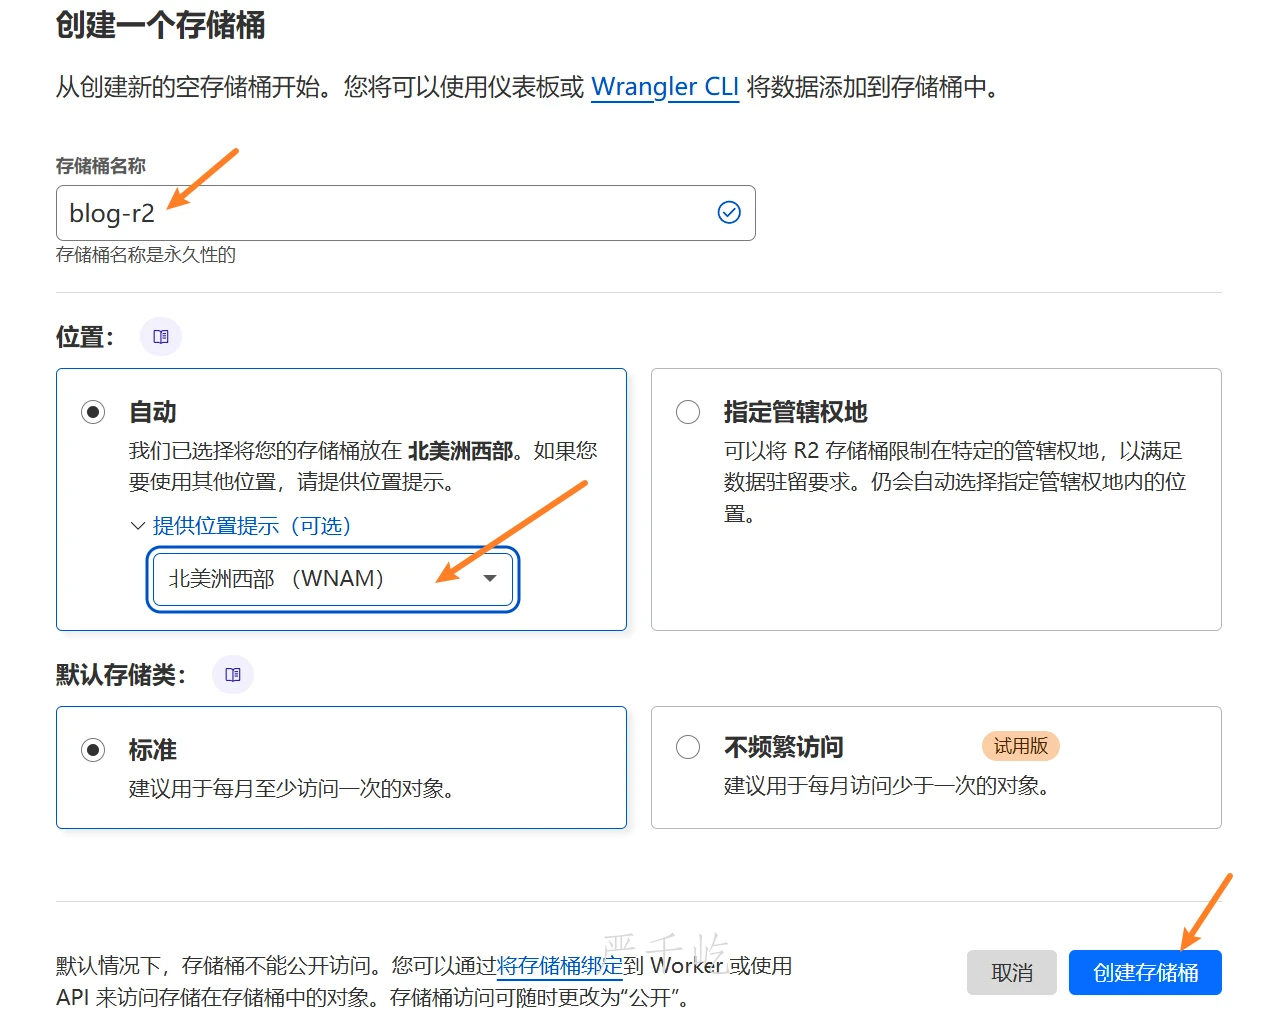 创建一个存储桶
从创建新的空存储桶开始。您将可以使用仪表板或 Wrangler CLI 将数据添加到存储桶中。
存储桶名称
blog-r2
存储桶名称是永久性的
位置：
自动
我们已选择将您的存储桶放在 北美洲西部。如果您
要使用其他位置，请提供位置提示。
提供位置提示（可选）
北美洲西部 （WNAM）
指定管辖权地
可以将 R2 存储桶限制在特定的管辖权地，以满足
数据驻留要求。仍会自动选择指定管辖权地内的位
置。
默认存储类：
标准
建议用于每月至少访问一次的对象。
不频繁访问
试用版
建议用于每月访问少于一次的对象。
严千屹
默认情况下，存储桶不能公开访问。您可以通过将存储桶绑定到 Worker 或使用
API 来访问存储在存储桶中的对象。存储桶访问可随时更改为“公开”。
取消
创建存储桶